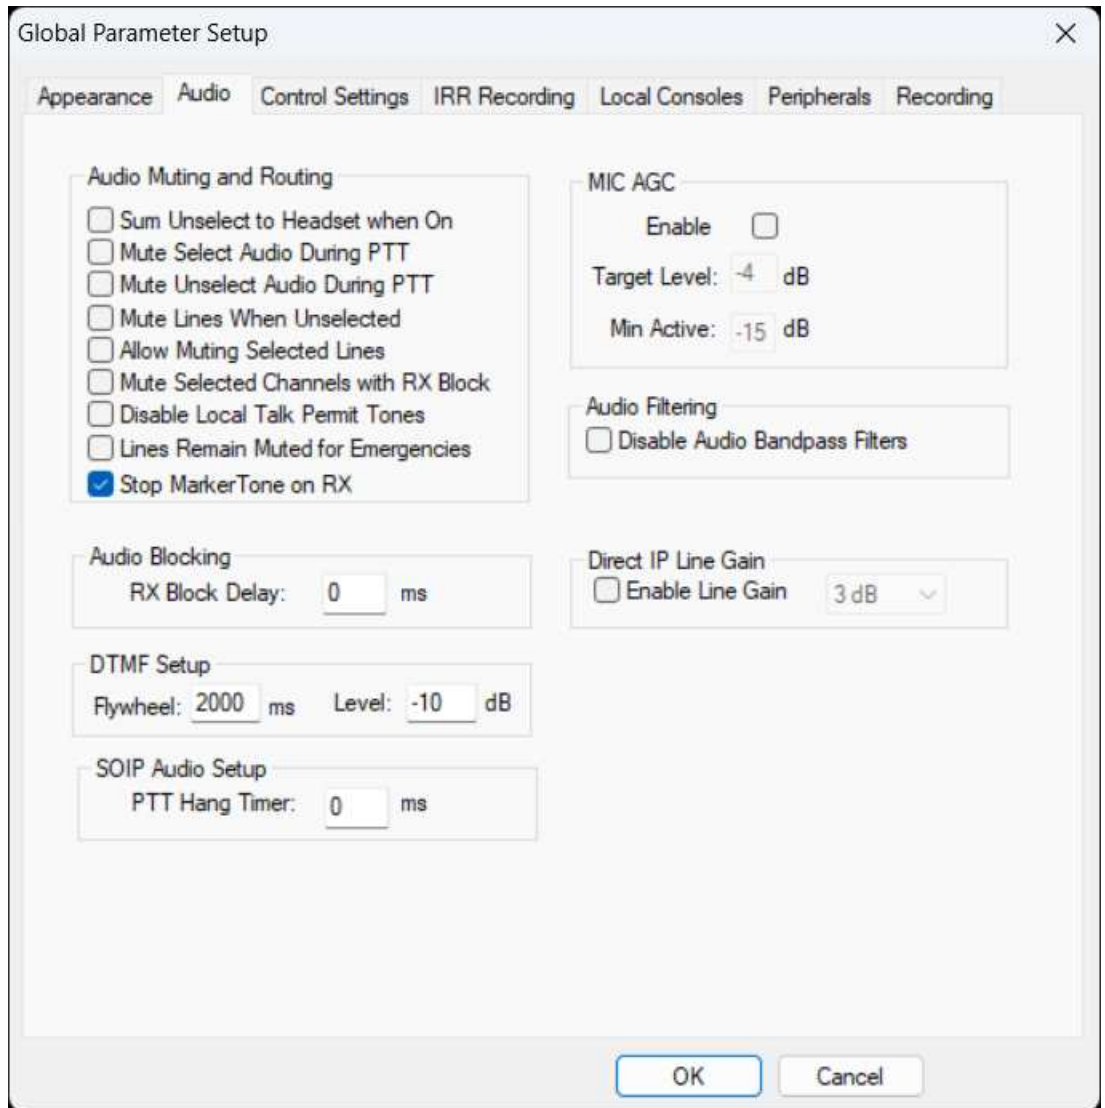 Global Parameter Setup
Appearance Audio Control Settings IRR Recording Local Consoles Peripherals Recording
Audio Muting and Routing
Sum Unselect to Headset when On
Mute Select Audio During PTT
Mute Unselect Audio During PTT
Mute Lines When Unselected
Allow Muting Selected Lines
Mute Selected Channels with RX Block
Disable Local Talk Permit Tones
Lines Remain Muted for Emergencies
Stop MarkerTone on RX
MIC AGC
Enable
Target Level: -4 dB
Min Active: -15 dB
Audio Filtering
Disable Audio Bandpass Filters
Audio Blocking
RX Block Delay: 0 ms
Direct IP Line Gain
Enable Line Gain 3 dB
DTMF Setup
Flywheel: 2000 ms Level: -10 dB
SOIP Audio Setup
PTT Hang Timer: 0 ms
OK Cancel